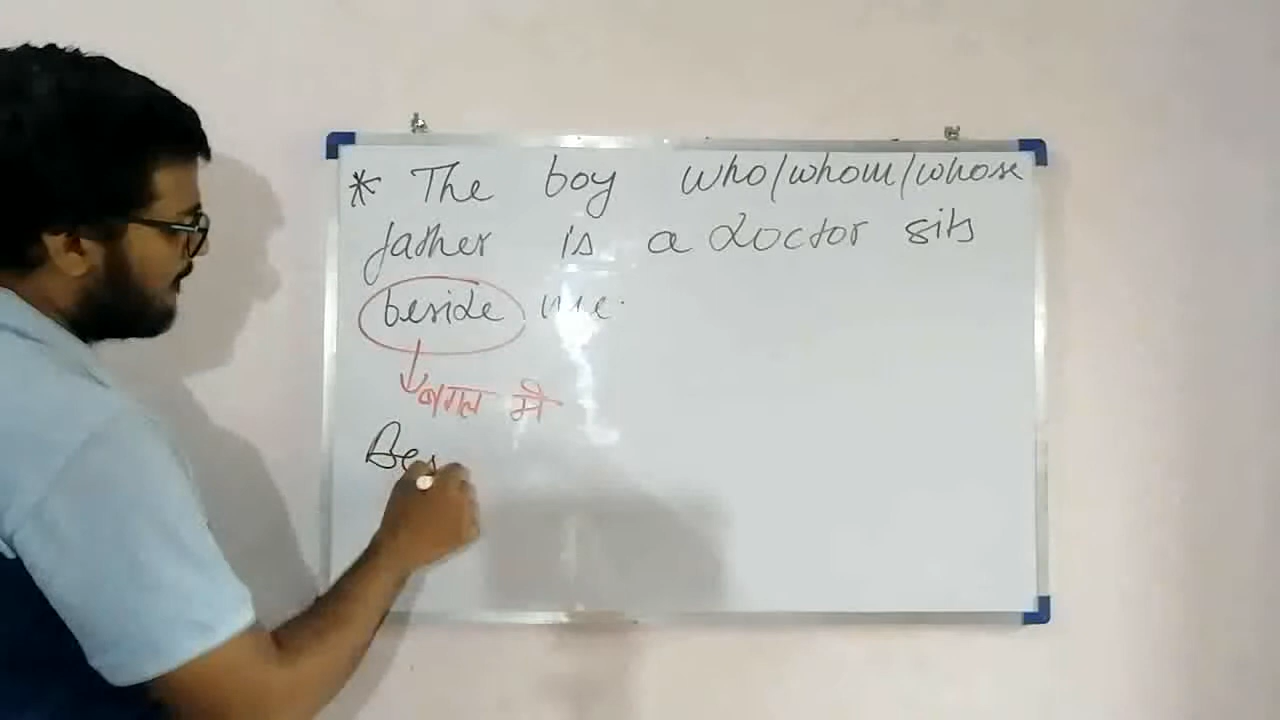 * The boy who/whom/whose
father is a doctor sits
beside me.
बगल में
Bes